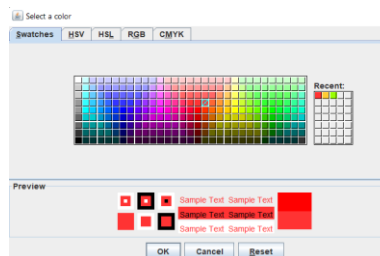 Select a color
Swatches HSV HSL RGB CMYK
Recent:
Preview
Sample Text Sample Text
Sample Text Sample Text
Sample Text Sample Text
OK Cancel Reset